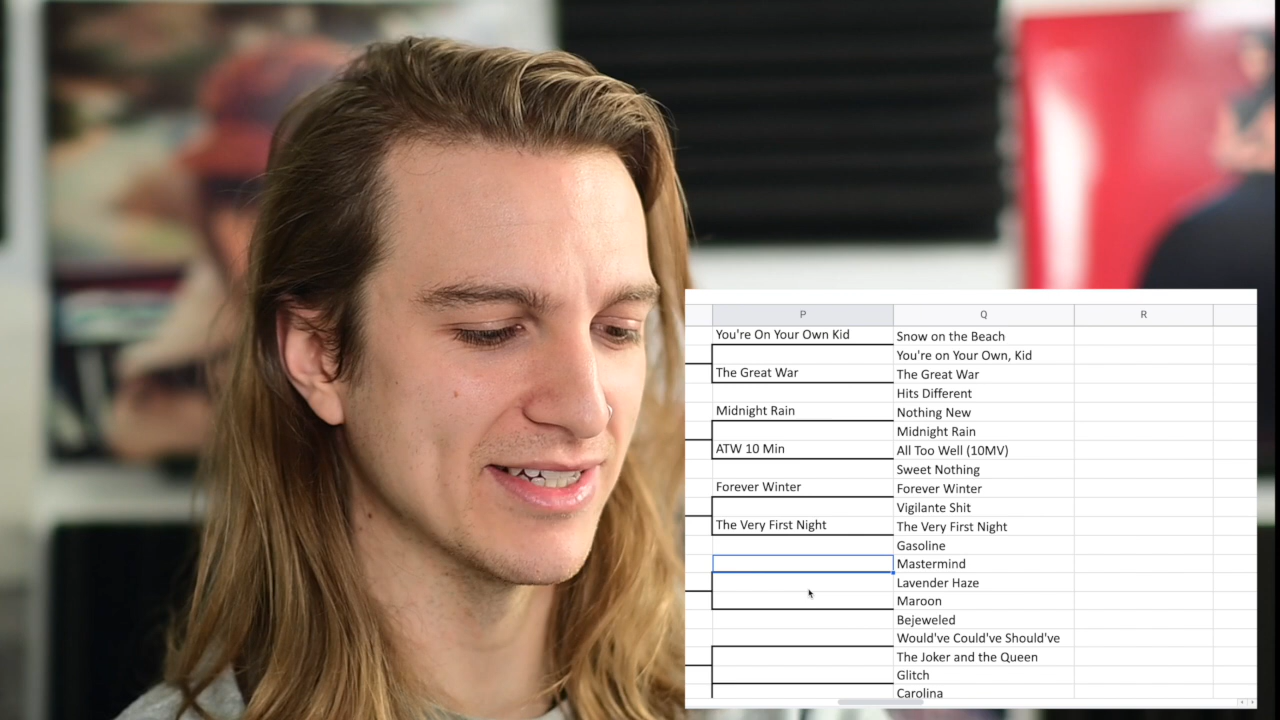 P Q R
You're On Your Own Kid Snow on the Beach
You're on Your Own, Kid
The Great War The Great War
Hits Different
Midnight Rain Nothing New
Midnight Rain
ATW 10 Min All Too Well (10MV)
Sweet Nothing
Forever Winter Forever Winter
Vigilante Shit
The Very First Night The Very First Night
Gasoline
Mastermind
Lavender Haze
Maroon
Bejeweled
Would've Could've Should've
The Joker and the Queen
Glitch
Carolina